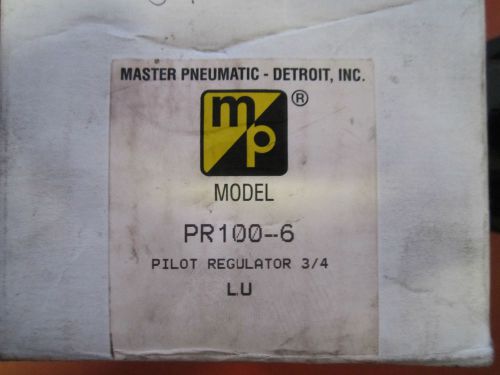 MASTER PNEUMATIC - DETROIT, INC.
mp ®
MODEL
PR100-6
PILOT REGULATOR 3/4
LU